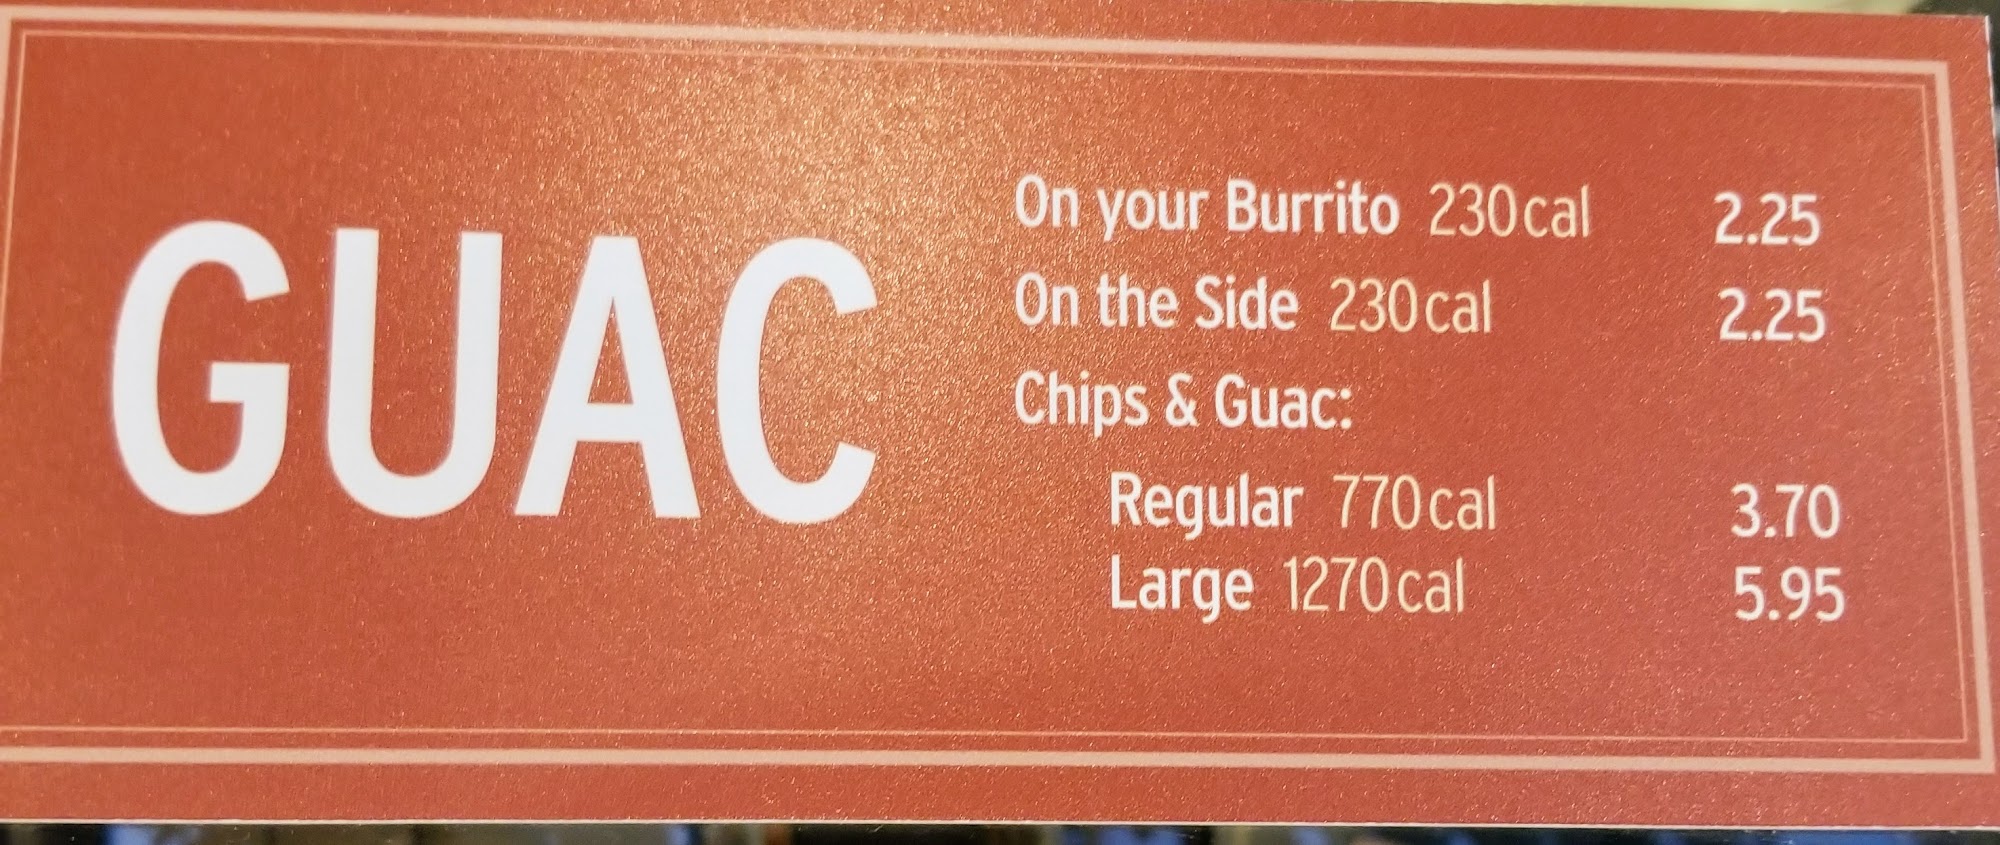 GUAC
On your Burrito 230cal 2.25
On the Side 230cal 2.25
Chips & Guac:
Regular 770cal 3.70
Large 1270cal 5.95